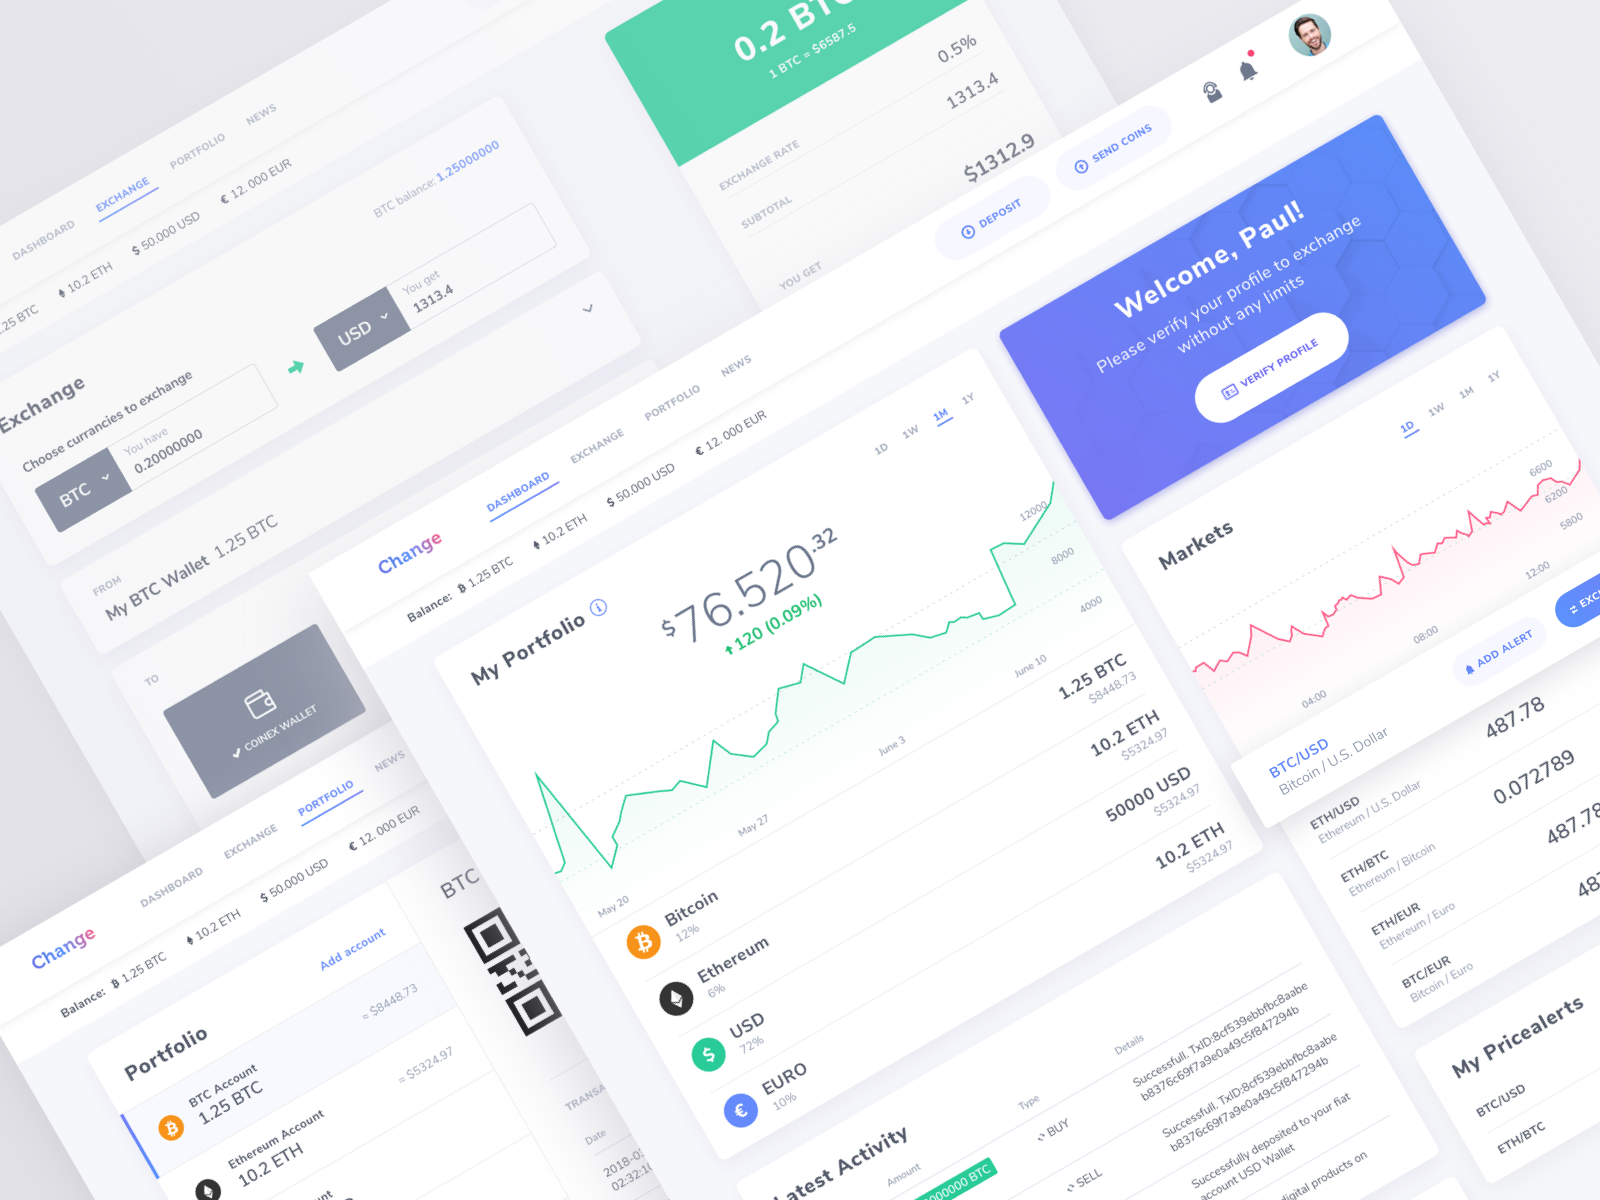 DASHBOARD
EXCHANGE
PORTFOLIO
NEWS
.25 BTC
10.2 ETH
$ 50.000 USD
€ 12.000 EUR
Exchange
BTC balance: 1.25000000
Choose currancies to exchange
BTC
You have
0.20000000
USD
You get
1313.4
FROM
My BTC Wallet 1.25 BTC
TO
COINEX WALLET
0.2 BTC
1 BTC = $6587.5
EXCHANGE RATE
0.5%
SUBTOTAL
1313.4
YOU GET
$1312.9
Change
DASHBOARD
EXCHANGE
PORTFOLIO
NEWS
DEPOSIT
SEND COINS
Balance:
1.25 BTC
10.2 ETH
$ 50.000 USD
€ 12.000 EUR
My Portfolio
$76.520.32
120 (0.09%)
1D
1W
1M
1Y
12000
8000
4000
May 20
May 27
June 3
June 10
Bitcoin
12%
1.25 BTC
$8448.73
Ethereum
6%
10.2 ETH
$5324.97
USD
72%
50000 USD
$5324.97
EURO
10%
10.2 ETH
$5324.97
Welcome, Paul!
Please verify your profile to exchange
without any limits
VERIFY PROFILE
Markets
1D
1W
1M
1Y
6600
6200
5800
04:00
08:00
12:00
BTC/USD
Bitcoin / U.S. Dollar
ADD ALERT
ETH/USD
Ethereum / U.S. Dollar
487.78
ETH/BTC
Ethereum / Bitcoin
0.072789
ETH/EUR
Ethereum / Euro
487.78
BTC/EUR
Bitcoin / Euro
My Pricealerts
BTC/USD
ETH/BTC
Latest Activity
Amount
Type
Details
BUY
Successfull. TxID:8cf539ebbfbc8aabe
b8376c69f7a9e0a49c5f847294b
SELL
Successfull. TxID:8cf539ebbfbc8aabe
b8376c69f7a9e0a49c5f847294b
Successfully deposited to your fiat
account USD Wallet
digital products on
Change
DASHBOARD
EXCHANGE
PORTFOLIO
NEWS
Balance:
1.25 BTC
10.2 ETH
$ 50.000 USD
€ 12.000 EUR
Portfolio
Add account
BTC Account
1.25 BTC
≈ $8448.73
Ethereum Account
10.2 ETH
≈ $5324.97
BTC
Date